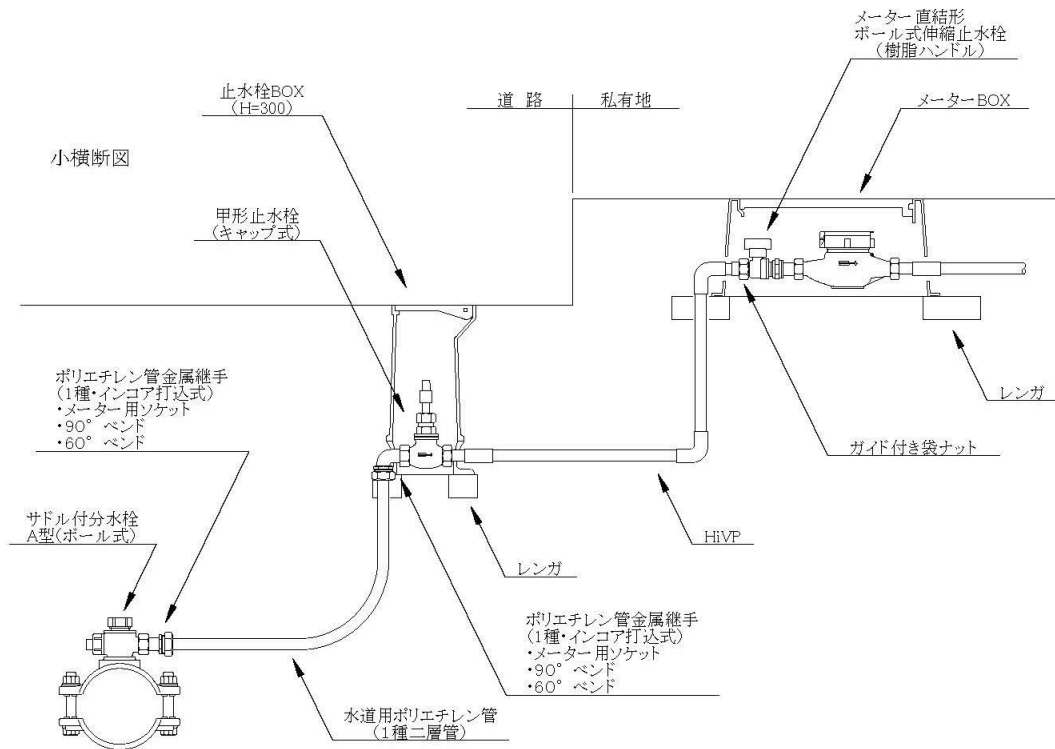 メーター直結形
ボール式伸縮止水栓
(樹脂ハンドル)
止水栓BOX
(H=300)
道 路
私有地
メーターBOX
小横断図
甲形止水栓
(キャップ式)
ポリエチレン管金属継手
(1種・インコア打込式)
・メーター用ソケット
・90° ベンド
・60° ベンド
レンガ
ガイド付き袋ナット
サドル付分水栓
A型(ボール式)
HiVP
レンガ
ポリエチレン管金属継手
(1種・インコア打込式)
・メーター用ソケット
・90° ベンド
・60° ベンド
水道用ポリエチレン管
(1種二層管)